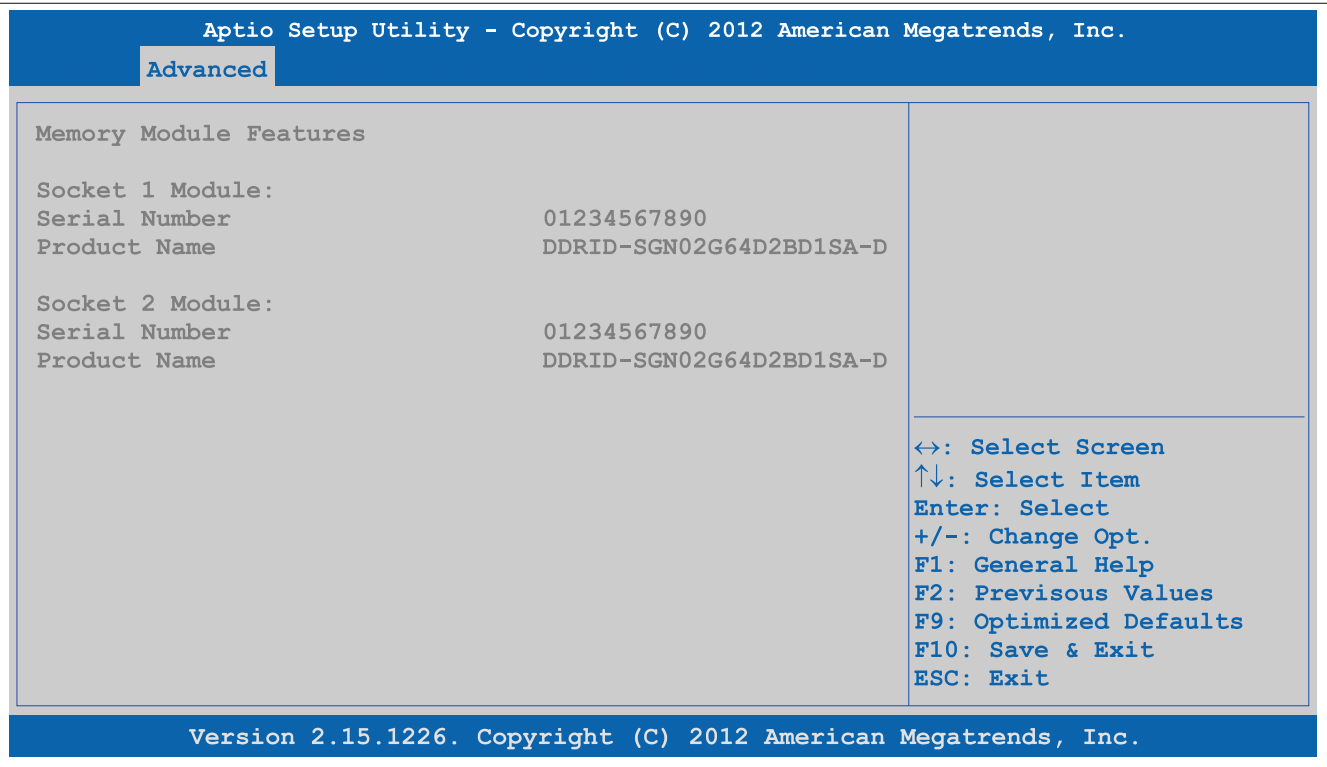 Aptio Setup Utility - Copyright (C) 2012 American Megatrends, Inc.
Advanced
Memory Module Features
Socket 1 Module:
Serial Number 01234567890
Product Name DDRID-SGN02G64D2BD1SA-D
Socket 2 Module:
Serial Number 01234567890
Product Name DDRID-SGN02G64D2BD1SA-D
↔: Select Screen
↑↓: Select Item
Enter: Select
+/-: Change Opt.
F1: General Help
F2: Previsous Values
F9: Optimized Defaults
F10: Save & Exit
ESC: Exit
Version 2.15.1226. Copyright (C) 2012 American Megatrends, Inc.